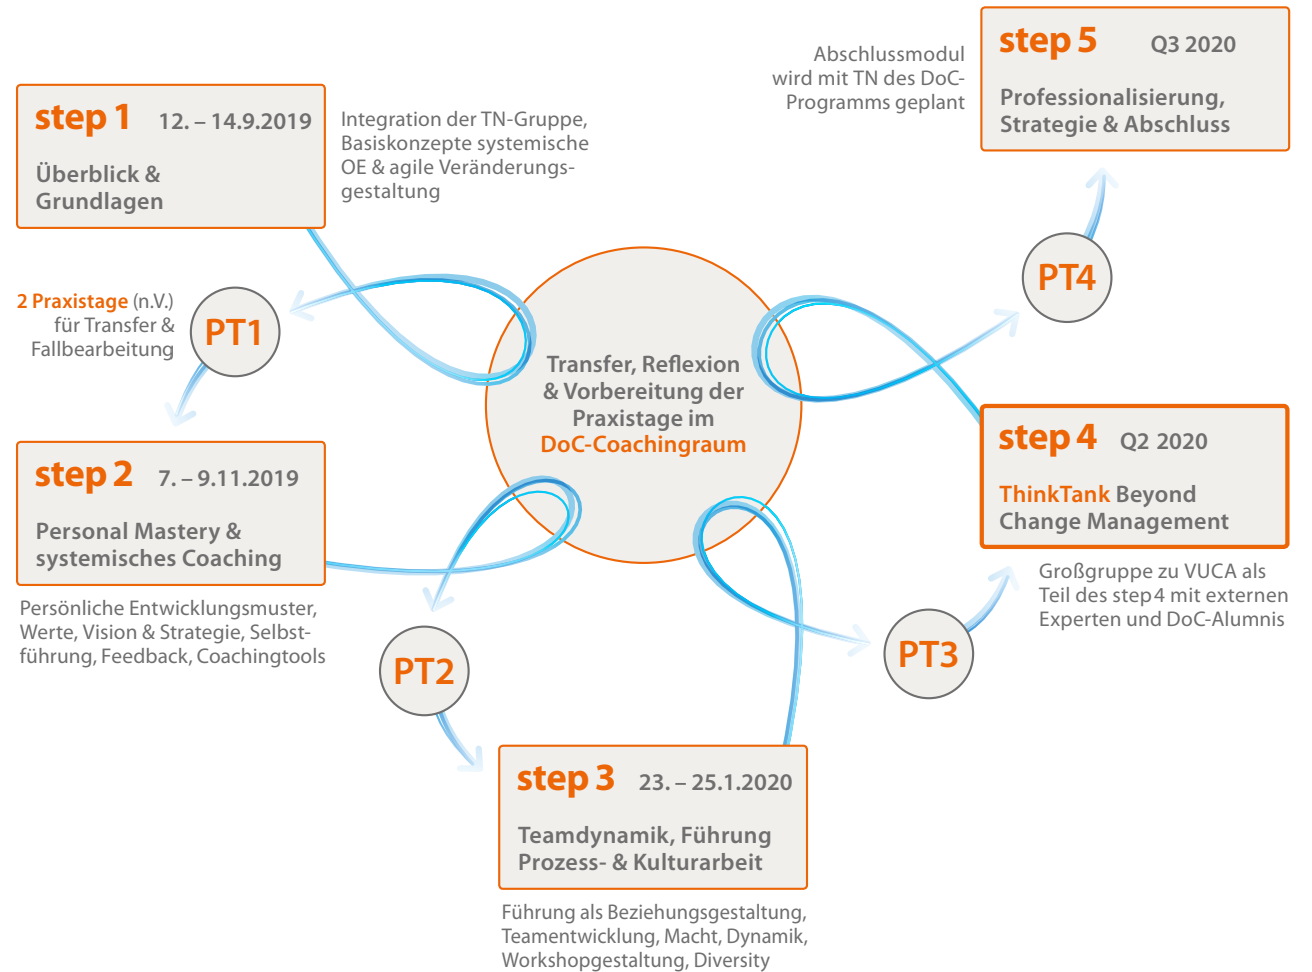 step 1 12. – 14.9.2019
Überblick &
Grundlagen
Integration der TN-Gruppe,
Basiskonzepte systemische
OE & agile Veränderungs-
gestaltung
2 Praxistage (n.V.)
für Transfer &
Fallbearbeitung
PT1
step 2 7. – 9.11.2019
Personal Mastery &
systemisches Coaching
Persönliche Entwicklungsmuster,
Werte, Vision & Strategie, Selbst-
führung, Feedback, Coachingtools
PT2
Transfer, Reflexion
& Vorbereitung der
Praxistage im
DoC-Coachingraum
step 3 23. – 25.1.2020
Teamdynamik, Führung
Prozess- & Kulturarbeit
Führung als Beziehungsgestaltung,
Teamentwicklung, Macht, Dynamik,
Workshopgestaltung, Diversity
PT3
step 4 Q2 2020
ThinkTank Beyond
Change Management
Großgruppe zu VUCA als
Teil des step 4 mit externen
Experten und DoC-Alumnis
PT4
step 5 Q3 2020
Professionalisierung,
Strategie & Abschluss
Abschlussmodul
wird mit TN des DoC-
Programms geplant